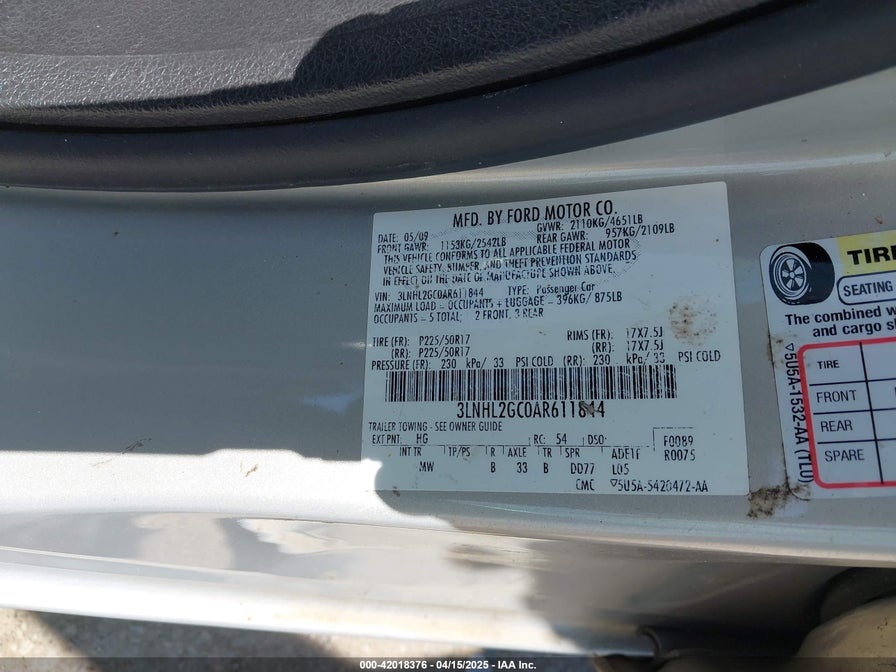 MFD. BY FORD MOTOR CO.
DATE: 05/09 GVWR: 2110KG/4651LB
FRONT GAWR: 1153KG/2542LB REAR GAWR: 957KG/2109LB
THIS VEHICLE CONFORMS TO ALL APPLICABLE FEDERAL MOTOR
VEHICLE SAFETY, BUMPER, AND THEFT PREVENTION STANDARDS
IN EFFECT ON THE DATE OF MANUFACTURE SHOWN ABOVE.
VIN: 3LNHL2GC0AR611844 TYPE: Passenger Car
MAXIMUM LOAD = OCCUPANTS + LUGGAGE = 396KG/875LB
OCCUPANTS = 5 TOTAL: 2 FRONT, 3 REAR
TIRE (FR): P225/50R17 RIMS (FR): 17X7.5J
(RR): P225/50R17 (RR): 17X7.5J
PRESSURE (FR): 230 kPa/ 33 PSI COLD (RR): 230 kPa/ 33 PSI COLD
3LNHL2GC0AR611844
TRAILER TOWING - SEE OWNER GUIDE
EXT PNT: HG RC: 54 DSO: F0089
INT TR TP/PS R AXLE TR SPR ADE1F R0075
MW B 33 B DD77 L05
CMC ▽5U5A-5420472-AA
TIRE
SEATING
The combined w
and cargo s
TIRE
FRONT
REAR
SPARE
▽5U5A-1532-AA (TL0)
000-42018376 - 04/15/2025 - IAA Inc.